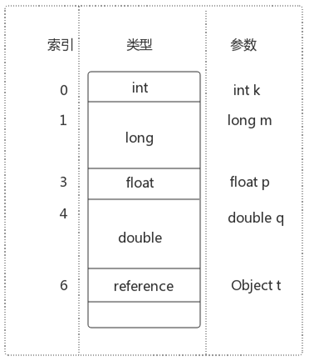 索引 类型 参数
0 int int k
1 long long m
3 float float p
4 double double q
6 reference Object t